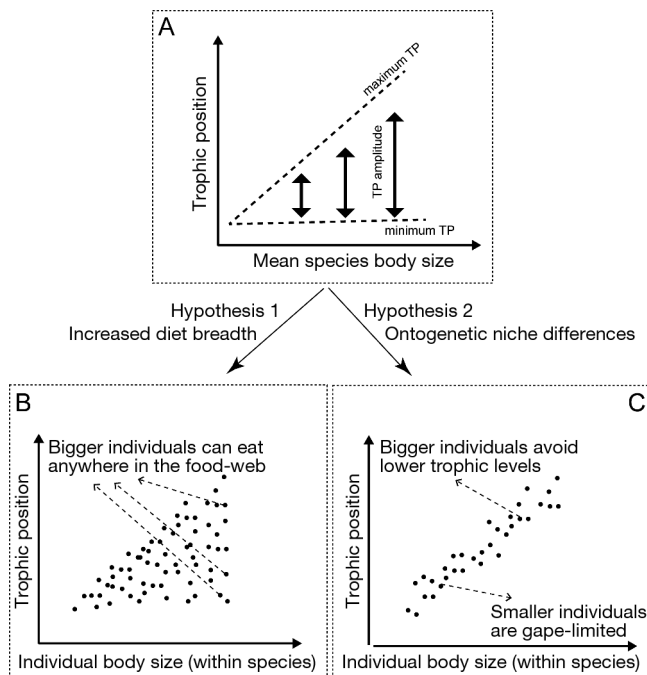 A
Trophic position
maximum TP
TP amplitude
minimum TP
Mean species body size
Hypothesis 1
Increased diet breadth
Hypothesis 2
Ontogenetic niche differences
B
Bigger individuals can eat
anywhere in the food-web
Trophic position
Individual body size (within species)
C
Bigger individuals avoid
lower trophic levels
Trophic position
Smaller individuals
are gape-limited
Individual body size (within species)